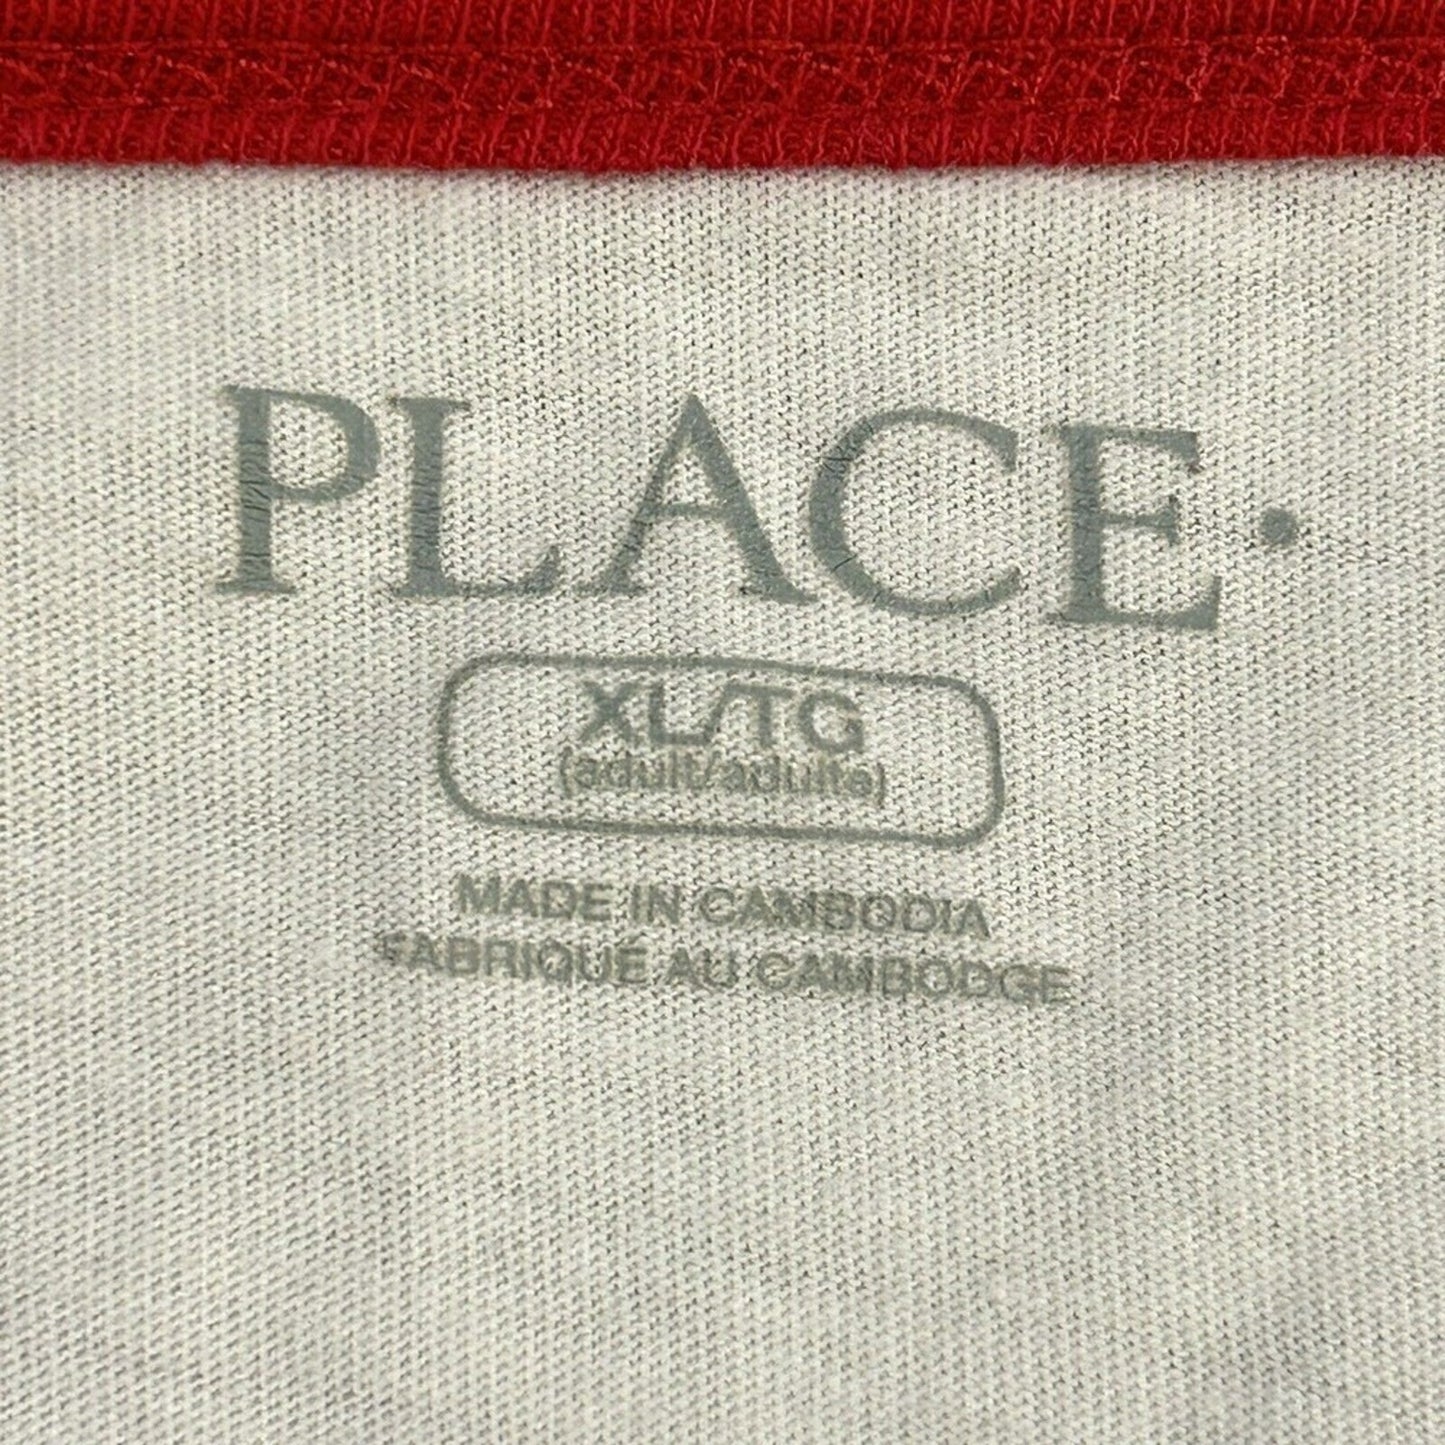 PLACE.
XL/TG
(adult/adulte)
MADE IN CAMBODIA
FABRIQUÉ AU CAMBODGE